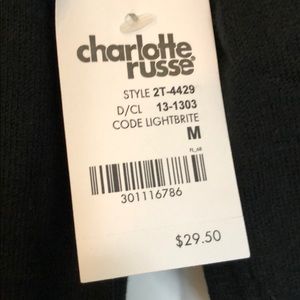 charlotte
russe
STYLE 2T-4429
D/CL 13-1303
CODE LIGHTBRITE
M
301116786
$29.50